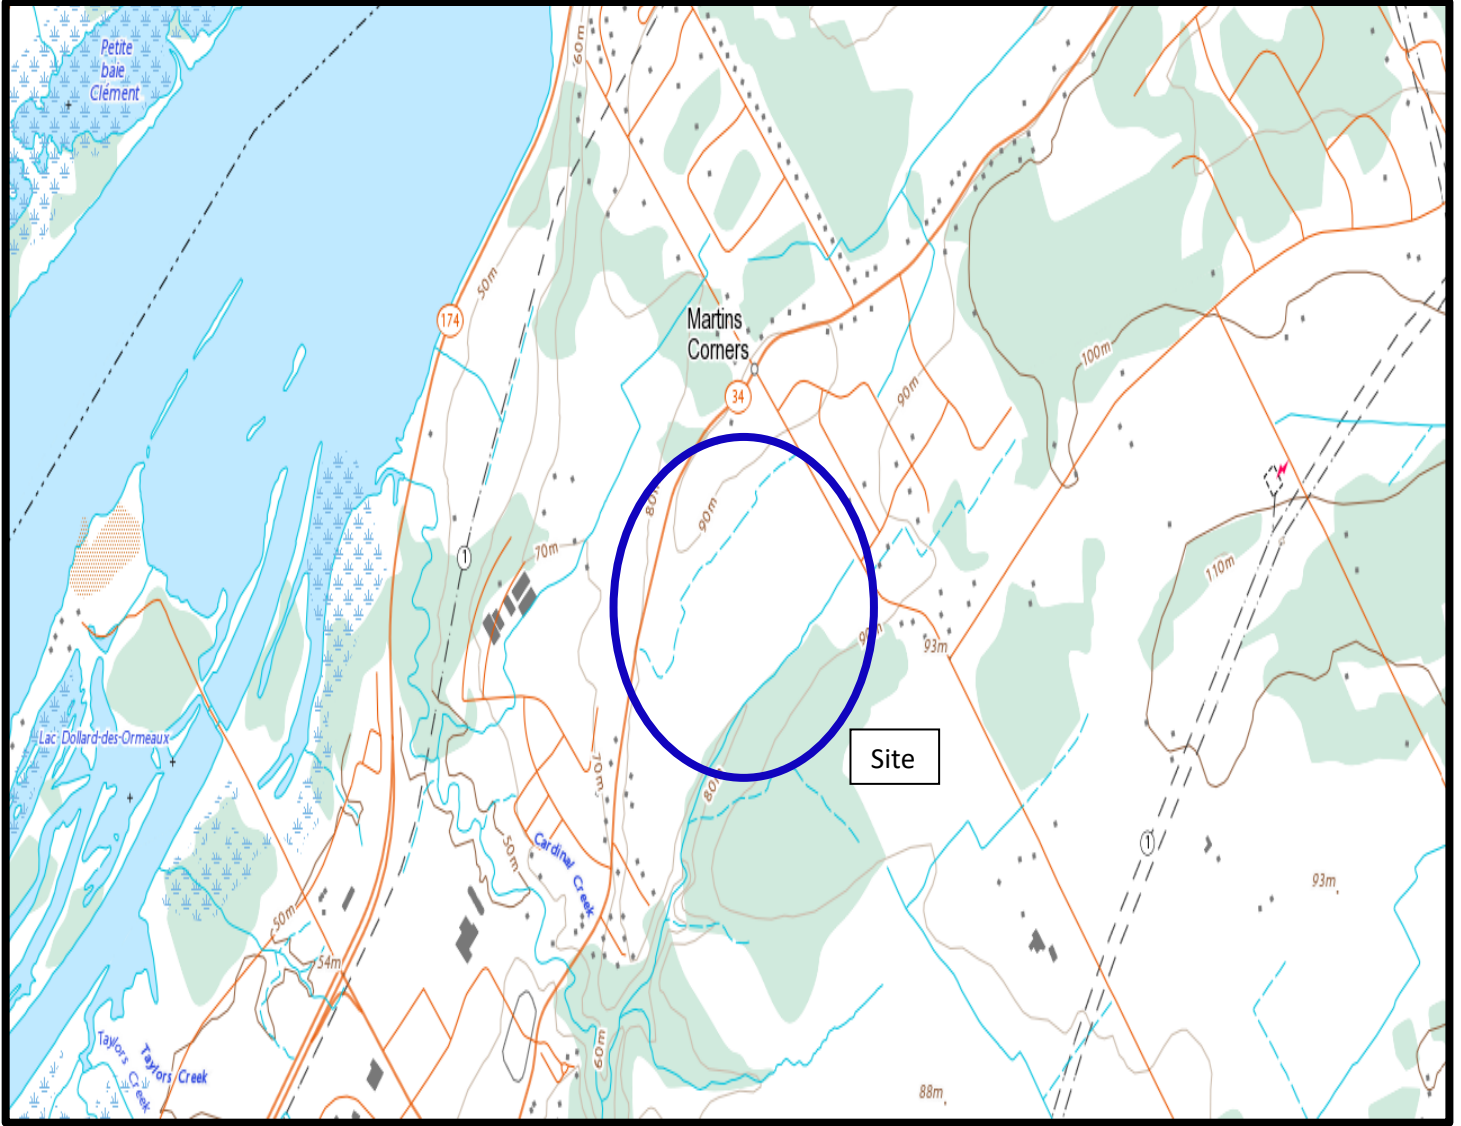 Petite
baie
Clément
60m
50m
174
Martins
Corners
34
90m
100m
80m
90m
70m
1
110m
90m
93m
Lac Dollard-des-Ormeaux
Site
70m
80m
50m
Cardinal Creek
1
93m
50m
54m
Taylors Creek
Taylors Creek
60m
88m